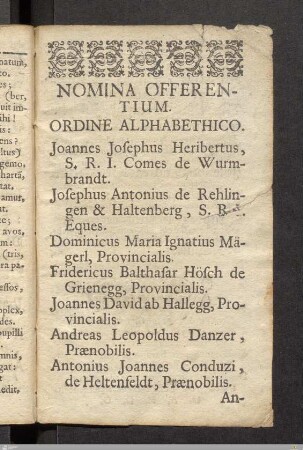 NOMINA OFFEREN-
TIUM.
ORDINE ALPHABETHICO.
Joannes Josephus Heribertus,
S. R. I. Comes de Wurm-
brandt.
Josephus Antonius de Rehlin-
gen & Haltenberg, S. R. I.
Eques.
Dominicus Maria Ignatius Mä-
gerl, Provincialis.
Fridericus Balthasar Hösch de
Grienegg, Provincialis.
Joannes David ab Hallegg, Pro-
vincialis.
Andreas Leopoldus Danzer,
Prænobilis.
Antonius Joannes Conduzi,
de Heltenfeldt, Prænobilis.
An-